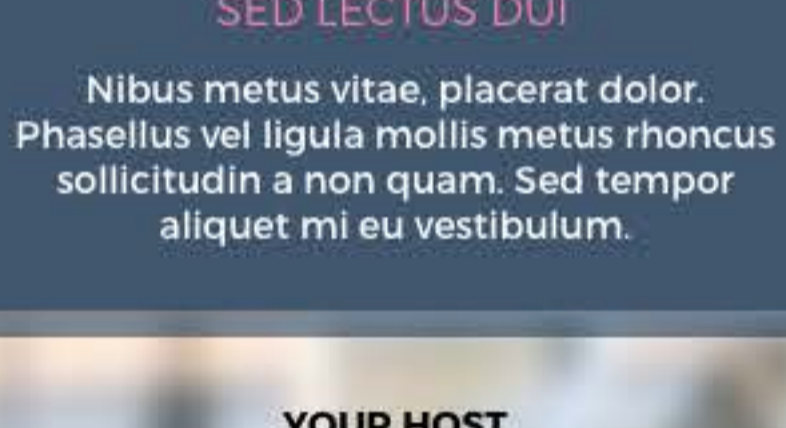 SED LECTUS DUI
Nibus metus vitae, placerat dolor.
Phasellus vel ligula mollis metus rhoncus
sollicitudin a non quam. Sed tempor
aliquet mi eu vestibulum.
YOUR HOST